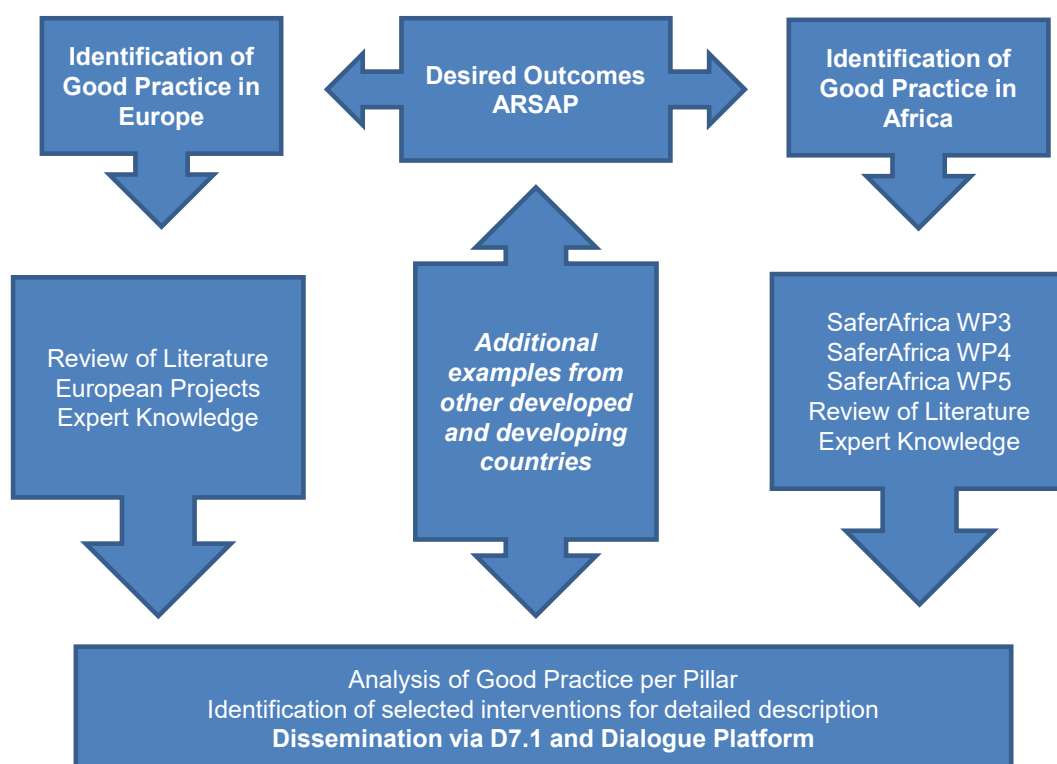 Identification of
Good Practice in
Europe
Desired Outcomes
ARSAP
Identification of
Good Practice in
Africa
Review of Literature
European Projects
Expert Knowledge
Additional
examples from
other developed
and developing
countries
SaferAfrica WP3
SaferAfrica WP4
SaferAfrica WP5
Review of Literature
Expert Knowledge
Analysis of Good Practice per Pillar
Identification of selected interventions for detailed description
Dissemination via D7.1 and Dialogue Platform